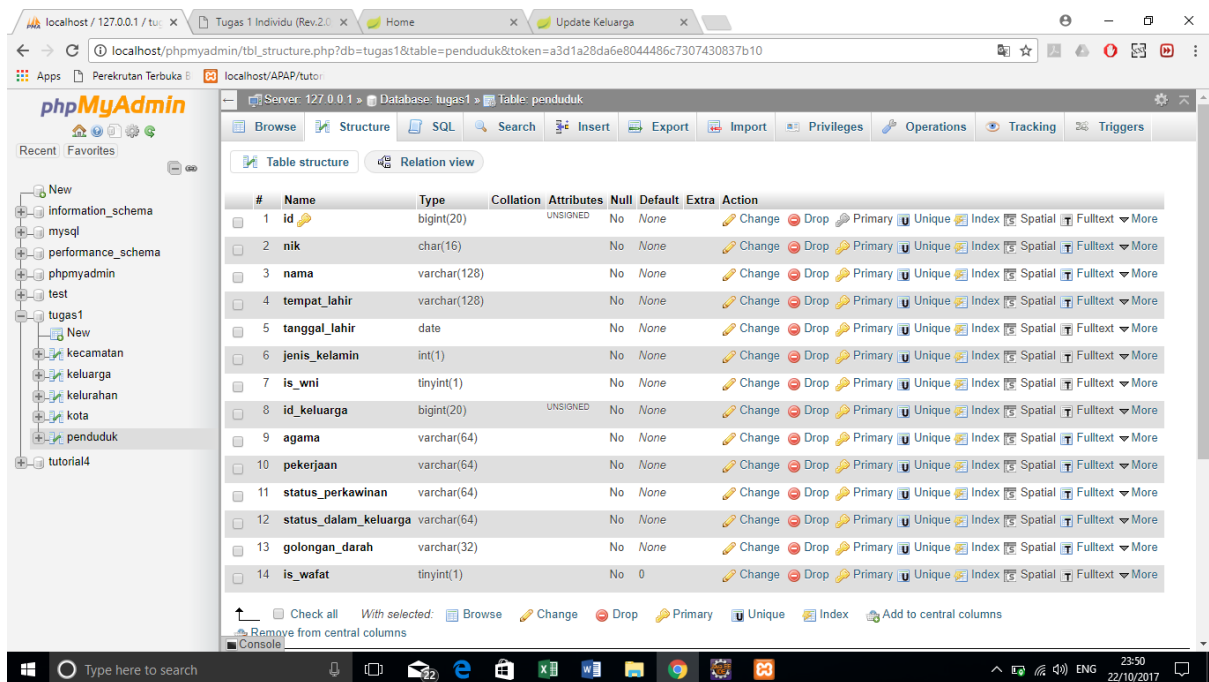 localhost / 127.0.0.1 / tug
Tugas 1 Individu (Rev.2.0
Home
Update Keluarga
localhost/phpmyadmin/tbl_structure.php?db=tugas1&table=penduduk&token=a3d1a28da6e8044486c7307430837b10
Apps
Perekrutan Terbuka B
localhost/APAP/tutori
phpMyAdmin
Recent Favorites
New
information_schema
mysql
performance_schema
phpmyadmin
test
tugas1
New
kecamatan
keluarga
kelurahan
kota
penduduk
tutorial4
Server: 127.0.0.1 » Database: tugas1 » Table: penduduk
Browse Structure SQL Search Insert Export Import Privileges Operations Tracking Triggers
Table structure Relation view
# Name Type Collation Attributes Null Default Extra Action
1 id bigint(20) UNSIGNED No None Change Drop Primary Unique Index Spatial Fulltext More
2 nik char(16) No None Change Drop Primary Unique Index Spatial Fulltext More
3 nama varchar(128) No None Change Drop Primary Unique Index Spatial Fulltext More
4 tempat_lahir varchar(128) No None Change Drop Primary Unique Index Spatial Fulltext More
5 tanggal_lahir date No None Change Drop Primary Unique Index Spatial Fulltext More
6 jenis_kelamin int(1) No None Change Drop Primary Unique Index Spatial Fulltext More
7 is_wni tinyint(1) No None Change Drop Primary Unique Index Spatial Fulltext More
8 id_keluarga bigint(20) UNSIGNED No None Change Drop Primary Unique Index Spatial Fulltext More
9 agama varchar(64) No None Change Drop Primary Unique Index Spatial Fulltext More
10 pekerjaan varchar(64) No None Change Drop Primary Unique Index Spatial Fulltext More
11 status_perkawinan varchar(64) No None Change Drop Primary Unique Index Spatial Fulltext More
12 status_dalam_keluarga varchar(64) No None Change Drop Primary Unique Index Spatial Fulltext More
13 golongan_darah varchar(32) No None Change Drop Primary Unique Index Spatial Fulltext More
14 is_wafat tinyint(1) No 0 Change Drop Primary Unique Index Spatial Fulltext More
Check all With selected: Browse Change Drop Primary Unique Index Add to central columns
Remove from central columns
Console
Type here to search
22
ENG
23:50
22/10/2017